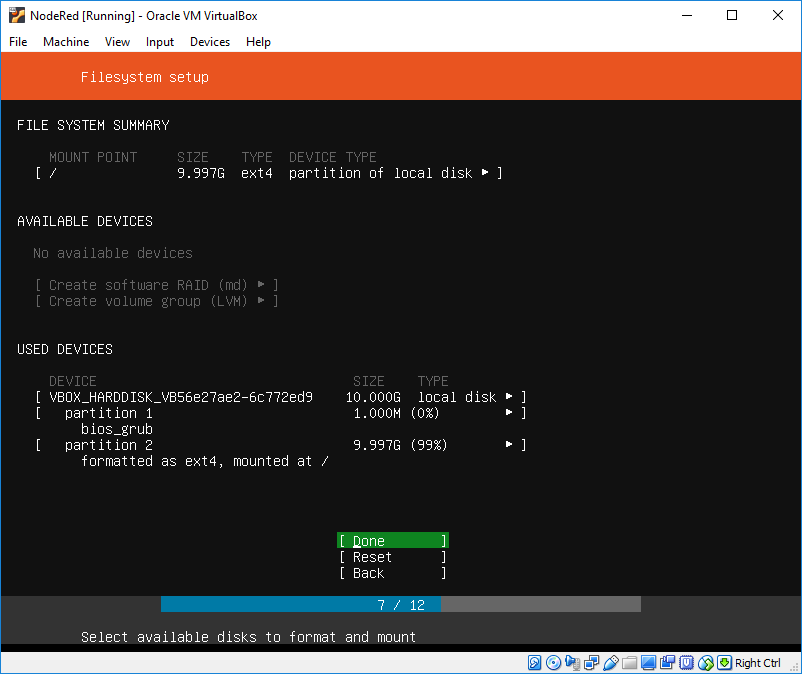 NodeRed [Running] - Oracle VM VirtualBox
File Machine View Input Devices Help
Filesystem setup
FILE SYSTEM SUMMARY
MOUNT POINT SIZE TYPE DEVICE TYPE
[ / 9.997G ext4 partition of local disk ▸ ]
AVAILABLE DEVICES
No available devices
[ Create software RAID (md) ▸ ]
[ Create volume group (LVM) ▸ ]
USED DEVICES
DEVICE SIZE TYPE
[ VBOX_HARDDISK_VB56e27ae2-6c772ed9 10.000G local disk ▸ ]
[ partition 1 1.000M (0%) ▸ ]
bios_grub
[ partition 2 9.997G (99%) ▸ ]
formatted as ext4, mounted at /
[ Done ]
[ Reset ]
[ Back ]
7 / 12
Select available disks to format and mount
Right Ctrl